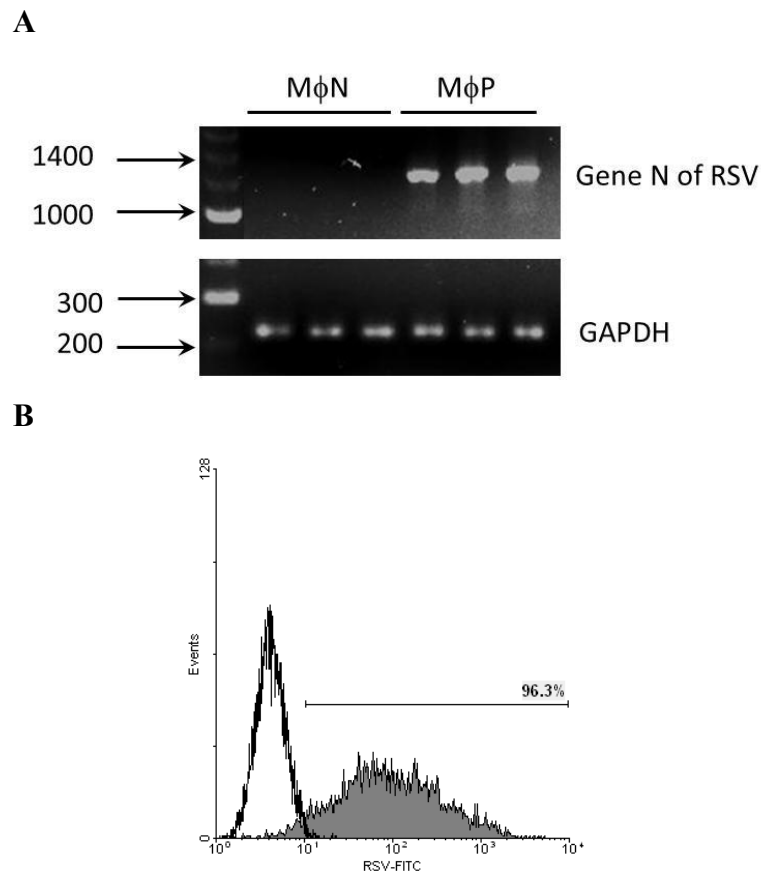 A
MϕN MϕP
1400
Gene N of RSV
1000
300
GAPDH
200
B
128
Events
96.3%
0
10⁰ 10¹ 10² 10³ 10⁴
RSV-FITC